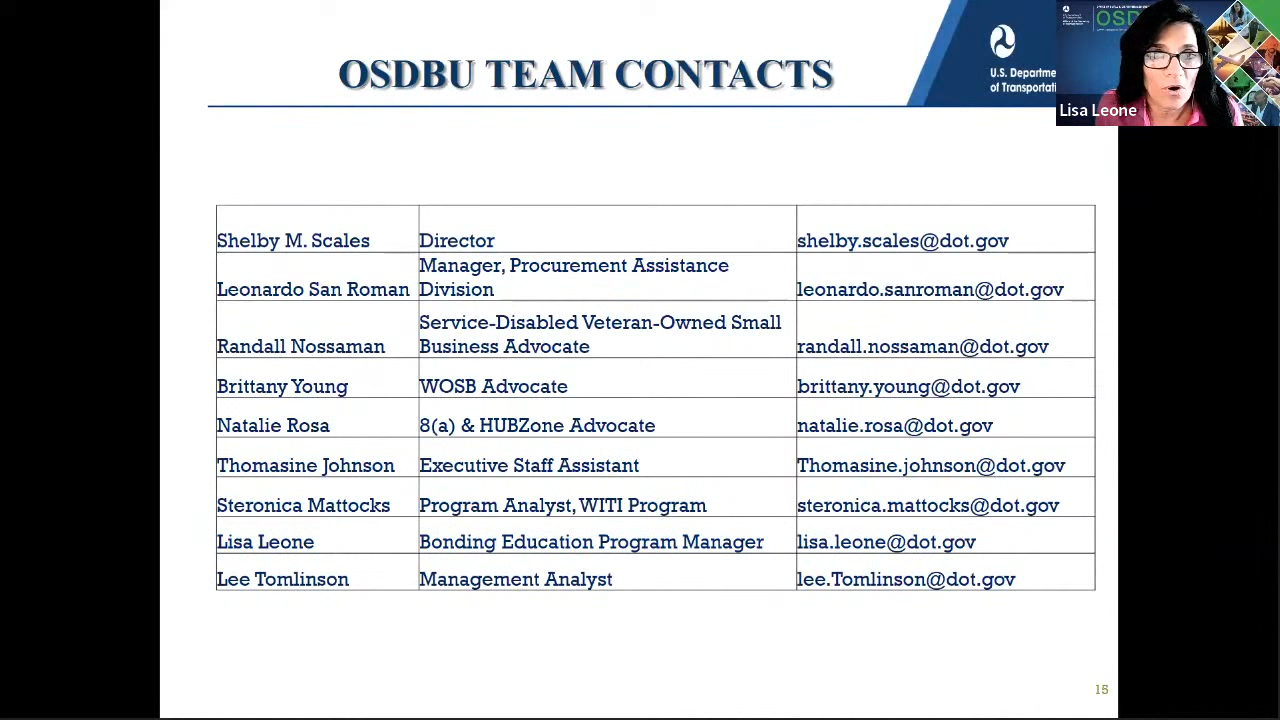 OSDBU TEAM CONTACTS
U.S. Departme
of Transportati
OSD
Lisa Leone
Shelby M. Scales Director shelby.scales@dot.gov
Manager, Procurement Assistance
Leonardo San Roman Division leonardo.sanroman@dot.gov
Service-Disabled Veteran-Owned Small
Randall Nossaman Business Advocate randall.nossaman@dot.gov
Brittany Young WOSB Advocate brittany.young@dot.gov
Natalie Rosa 8(a) & HUBZone Advocate natalie.rosa@dot.gov
Thomasine Johnson Executive Staff Assistant Thomasine.johnson@dot.gov
Steronica Mattocks Program Analyst, WITI Program steronica.mattocks@dot.gov
Lisa Leone Bonding Education Program Manager lisa.leone@dot.gov
Lee Tomlinson Management Analyst lee.Tomlinson@dot.gov
15